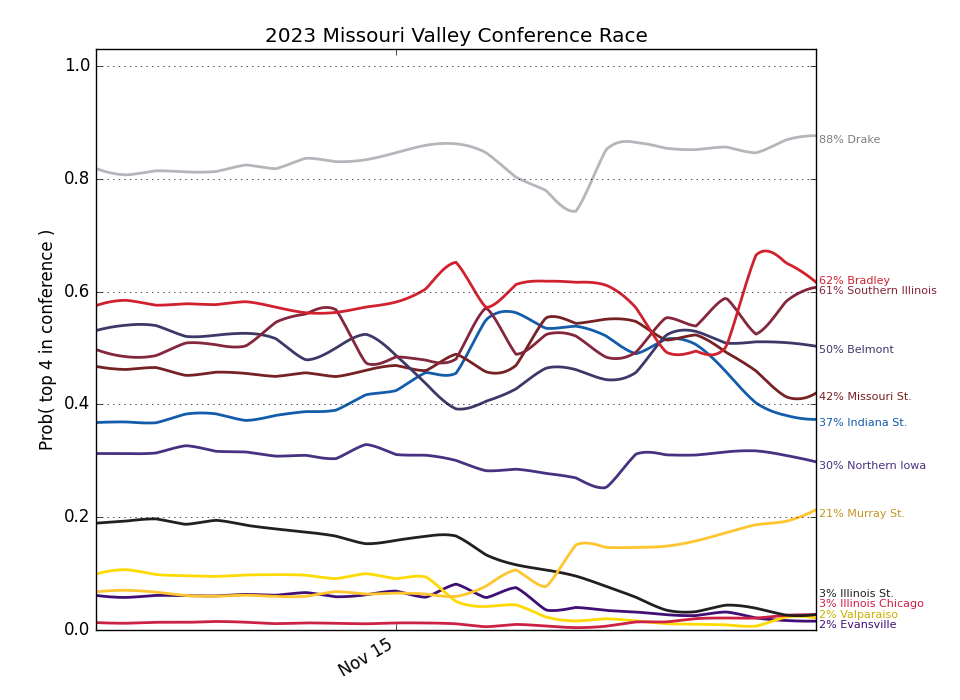 2023 Missouri Valley Conference Race
Prob( top 4 in conference )
1.0
0.8
0.6
0.4
0.2
0.0
Nov 15
88% Drake
62% Bradley
61% Southern Illinois
50% Belmont
42% Missouri St.
37% Indiana St.
30% Northern Iowa
21% Murray St.
3% Illinois St.
3% Illinois Chicago
2% Valparaiso
2% Evansville